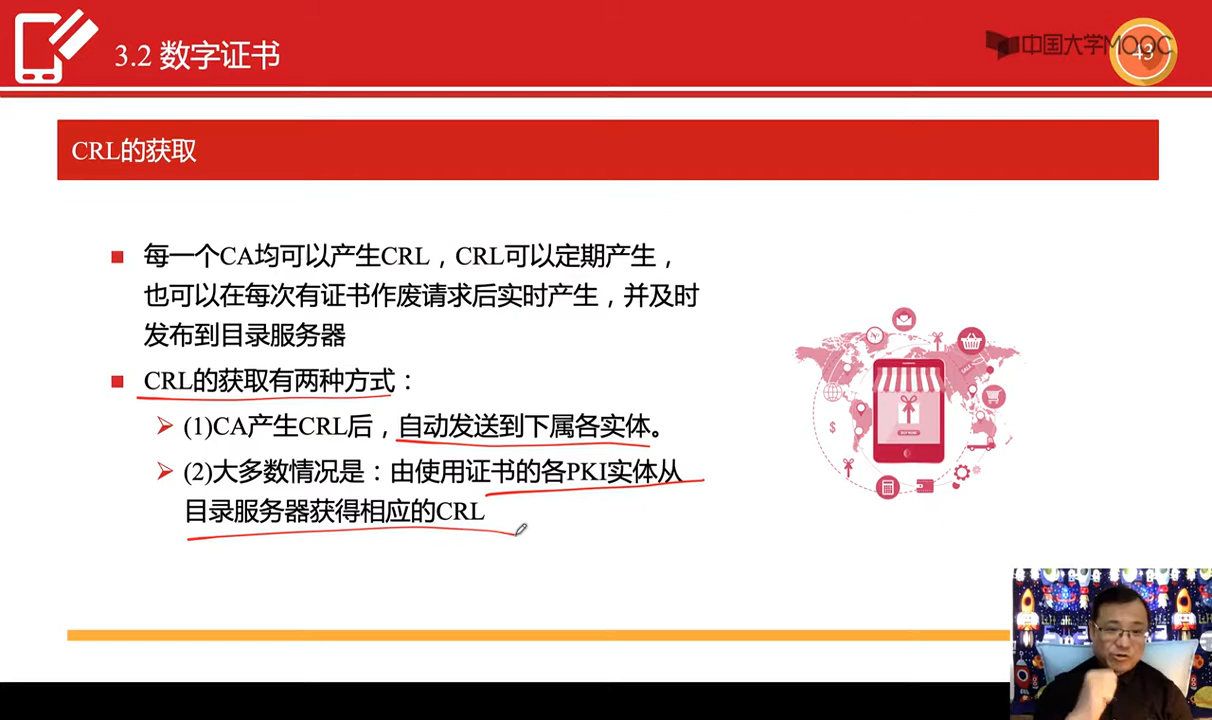 3.2 数字证书
中国大学MOOC
43
CRL的获取
每一个CA均可以产生CRL，CRL可以定期产生，
也可以在每次有证书作废请求后实时产生，并及时
发布到目录服务器
CRL的获取有两种方式：
(1)CA产生CRL后，自动发送到下属各实体。
(2)大多数情况是：由使用证书的各PKI实体从
目录服务器获得相应的CRL